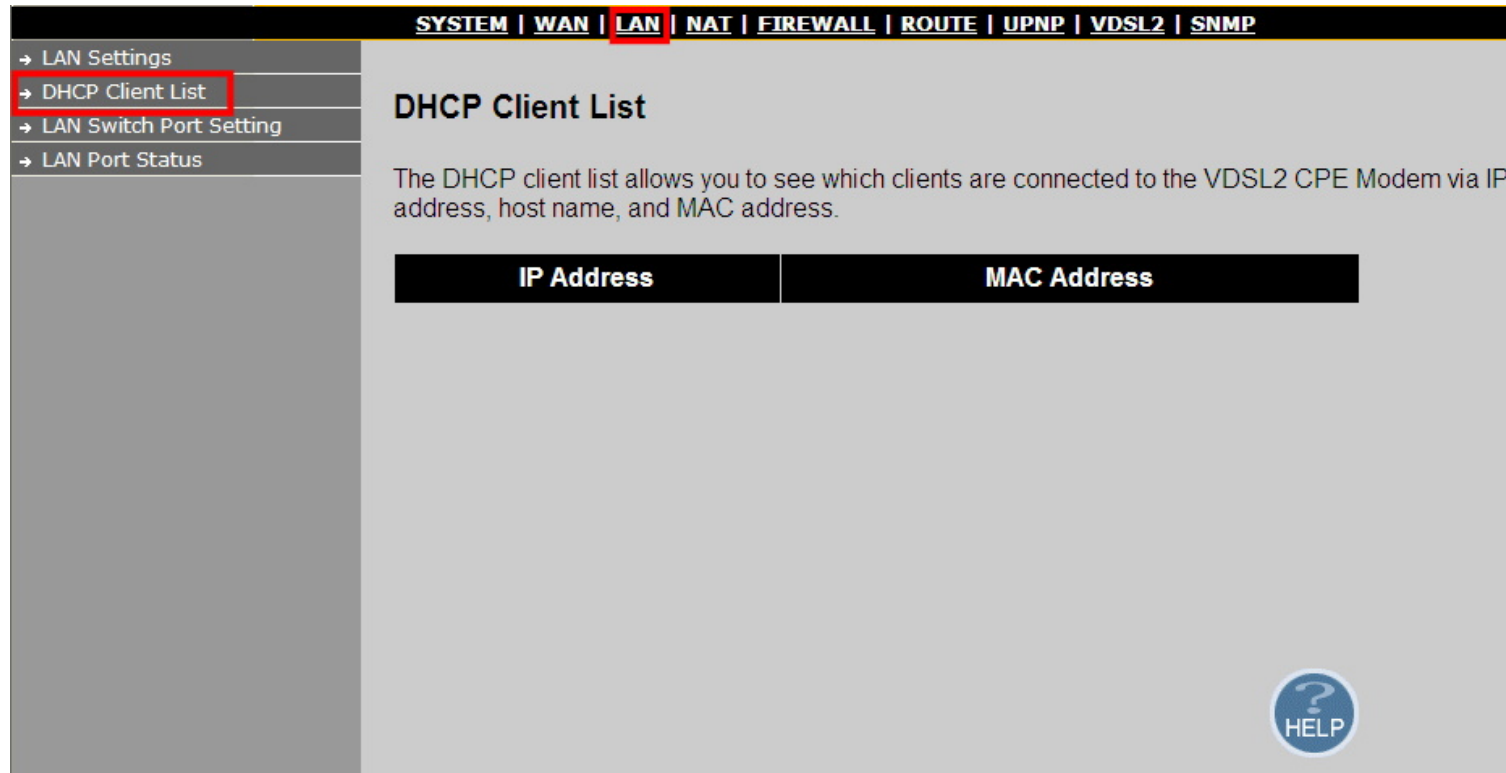 SYSTEM | WAN | LAN | NAT | FIREWALL | ROUTE | UPNP | VDSL2 | SNMP
→ LAN Settings
→ DHCP Client List
→ LAN Switch Port Setting
→ LAN Port Status
DHCP Client List
The DHCP client list allows you to see which clients are connected to the VDSL2 CPE Modem via IP
address, host name, and MAC address.
IP Address MAC Address
?
HELP